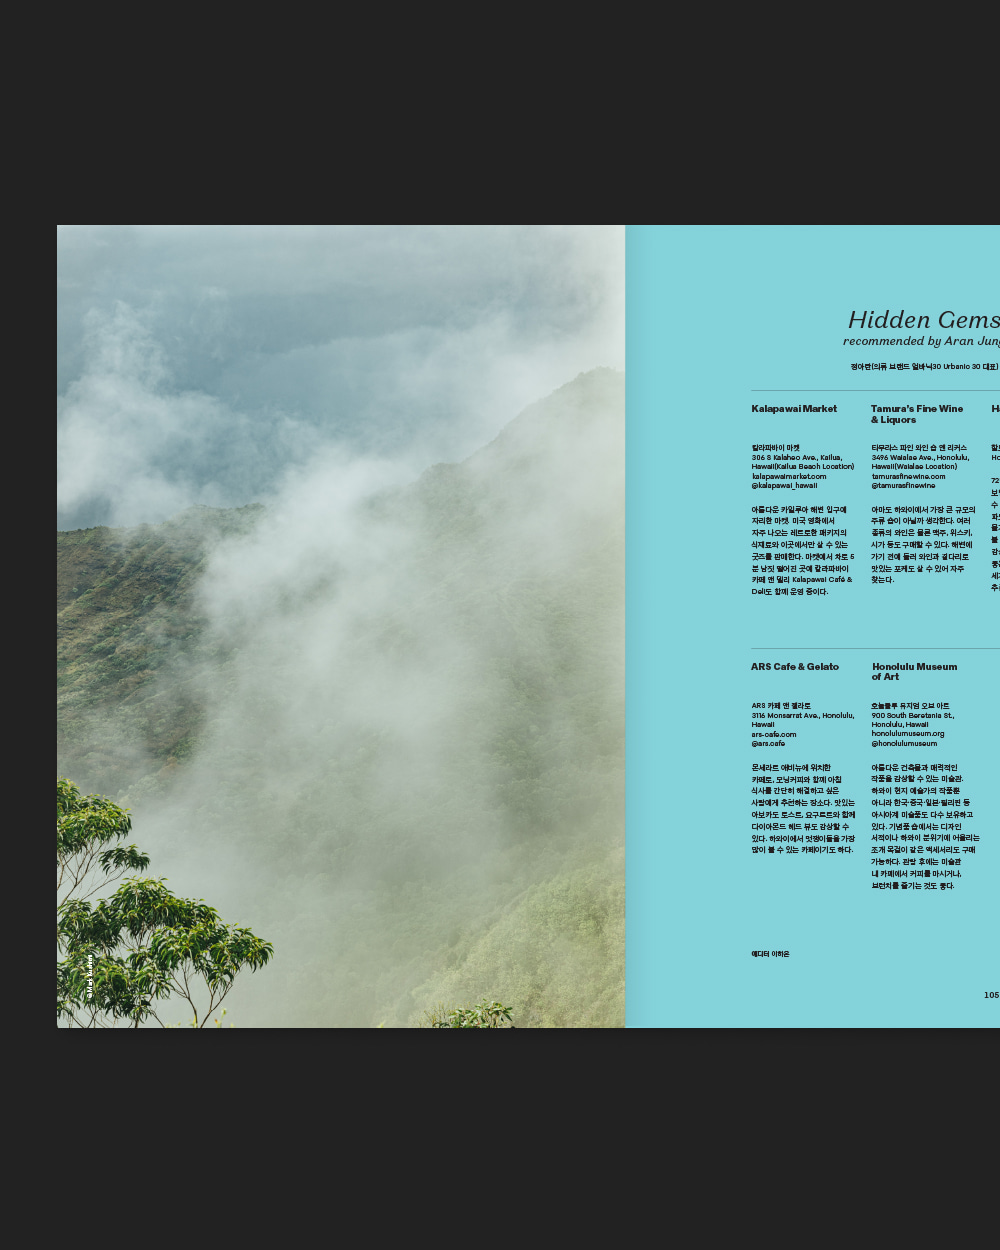 Hidden Gems
recommended by Aran Jung
정아란(의류 브랜드 얼바닉30 Urbanic 30 대표)
Kalapawai Market
칼라파바이 마켓
306 S Kalaheo Ave., Kailua,
Hawaii(Kailua Beach Location)
kalapawaimarket.com
@kalapawai_hawaii
아름다운 카일루아 해변 입구에
자리한 마켓. 미국 영화에서
자주 나오는 레트로한 패키지의
식재료와 이곳에서만 살 수 있는
굿즈를 판매한다. 마켓에서 차로 5
분 남짓 떨어진 곳에 칼라파바이
카페 앤 델리 Kalapawai Café &
Deli도 함께 운영 중이다.
Tamura's Fine Wine
& Liquors
타무라스 파인 와인 숍 앤 리커스
3496 Waialae Ave., Honolulu,
Hawaii(Waialae Location)
tamurasfinewine.com
@tamurasfinewine
아마도 하와이에서 가장 큰 규모의
주류 숍이 아닐까 생각한다. 여러
종류의 와인은 물론 맥주, 위스키,
시가 등도 구매할 수 있다. 해변에
가기 전에 들러 와인과 곁다리로
맛있는 포케도 살 수 있어 자주
찾는다.
ARS Cafe & Gelato
ARS 카페 앤 젤라토
3116 Monsarrat Ave., Honolulu,
Hawaii
ars-cafe.com
@ars.cafe
몬세라트 애비뉴에 위치한
카페로, 모닝커피와 함께 아침
식사를 간단히 해결하고 싶은
사람에게 추천하는 장소다. 맛있는
아보카도 토스트, 요구르트와 함께
다이아몬드 헤드 뷰도 감상할 수
있다. 하와이에서 멋쟁이들을 가장
많이 볼 수 있는 카페이기도 하다.
Honolulu Museum
of Art
호놀룰루 뮤지엄 오브 아트
900 South Beretania St.,
Honolulu, Hawaii
honolulumuseum.org
@honolulumuseum
아름다운 건축물과 매력적인
작품을 감상할 수 있는 미술관.
하와이 현지 예술가의 작품뿐
아니라 한국·중국·일본·필리핀 등
아시아계 미술품도 다수 보유하고
있다. 기념품 숍에서는 디자인
서적이나 하와이 분위기에 어울리는
조개 목걸이 같은 액세서리도 구매
가능하다. 관람 후에는 미술관
내 카페에서 커피를 마시거나,
브런치를 즐기는 것도 좋다.
에디터 이하은
105